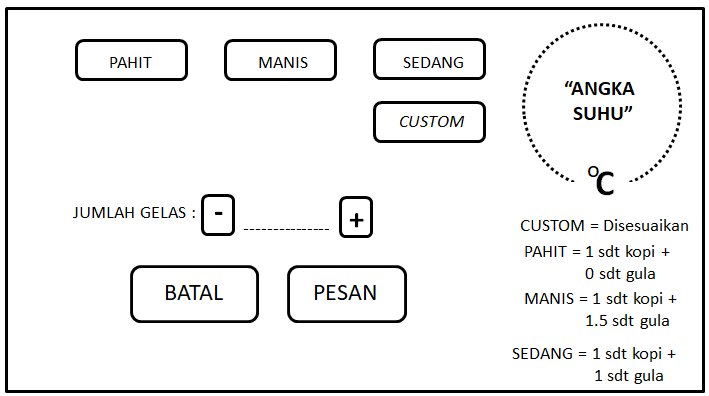 PAHIT
MANIS
SEDANG
CUSTOM
“ANGKA
SUHU”
°C
JUMLAH GELAS : - --------------- +
BATAL
PESAN
CUSTOM = Disesuaikan
PAHIT = 1 sdt kopi +
0 sdt gula
MANIS = 1 sdt kopi +
1.5 sdt gula
SEDANG = 1 sdt kopi +
1 sdt gula